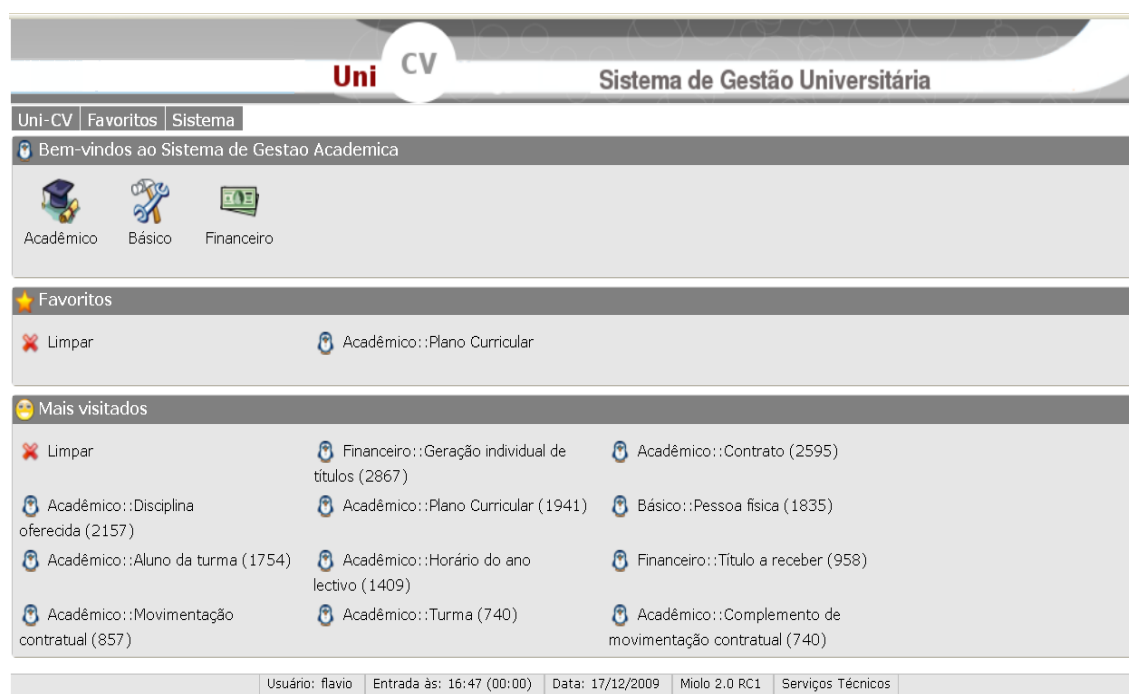 Uni CV
Sistema de Gestão Universitária
Uni-CV Favoritos Sistema
Bem-vindos ao Sistema de Gestao Academica
Acadêmico Básico Financeiro
Favoritos
Limpar Acadêmico::Plano Curricular
Mais visitados
Limpar
Financeiro::Geração individual de
títulos (2867)
Acadêmico::Contrato (2595)
Acadêmico::Disciplina
oferecida (2157)
Acadêmico::Plano Curricular (1941)
Básico::Pessoa física (1835)
Acadêmico::Aluno da turma (1754)
Acadêmico::Horário do ano
lectivo (1409)
Financeiro::Título a receber (958)
Acadêmico::Movimentação
contratual (857)
Acadêmico::Turma (740)
Acadêmico::Complemento de
movimentação contratual (740)
Usuário: flavio Entrada às: 16:47 (00:00) Data: 17/12/2009 Miolo 2.0 RC1 Serviços Técnicos